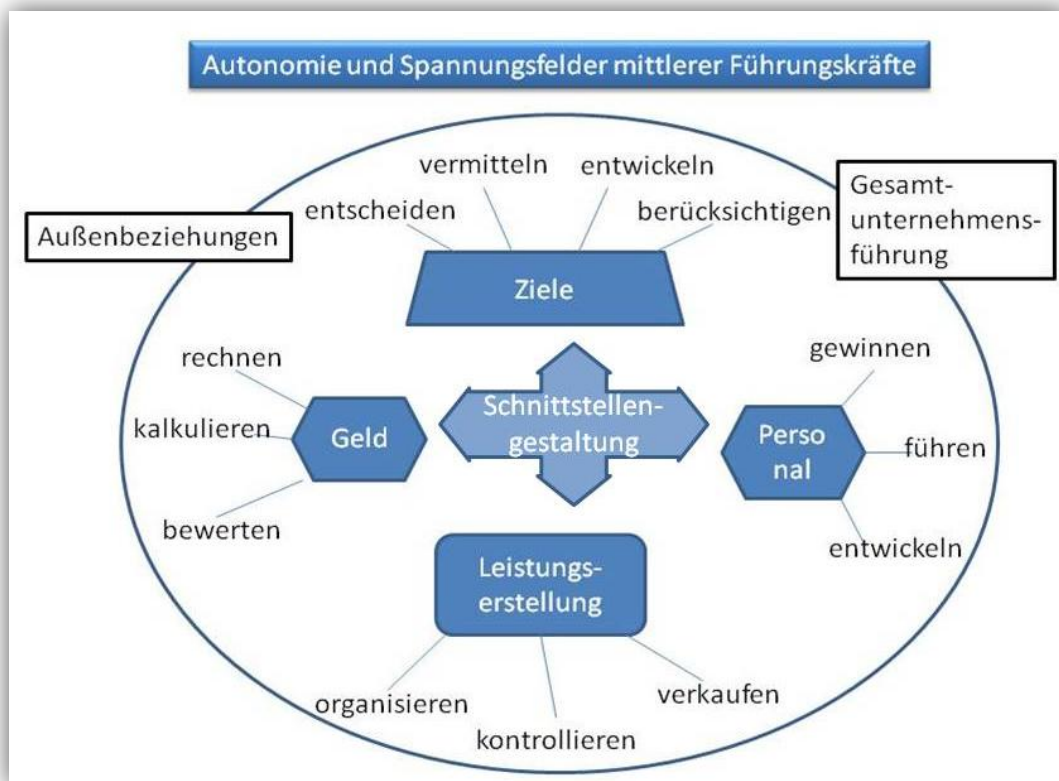 Autonomie und Spannungsfelder mittlerer Führungskräfte
vermitteln
entwickeln
entscheiden
berücksichtigen
Außenbeziehungen
Gesamt-
unternehmens-
führung
Ziele
rechnen
kalkulieren
bewerten
Geld
Schnittstellen-
gestaltung
Perso
nal
gewinnen
führen
entwickeln
Leistungs-
erstellung
organisieren
kontrollieren
verkaufen